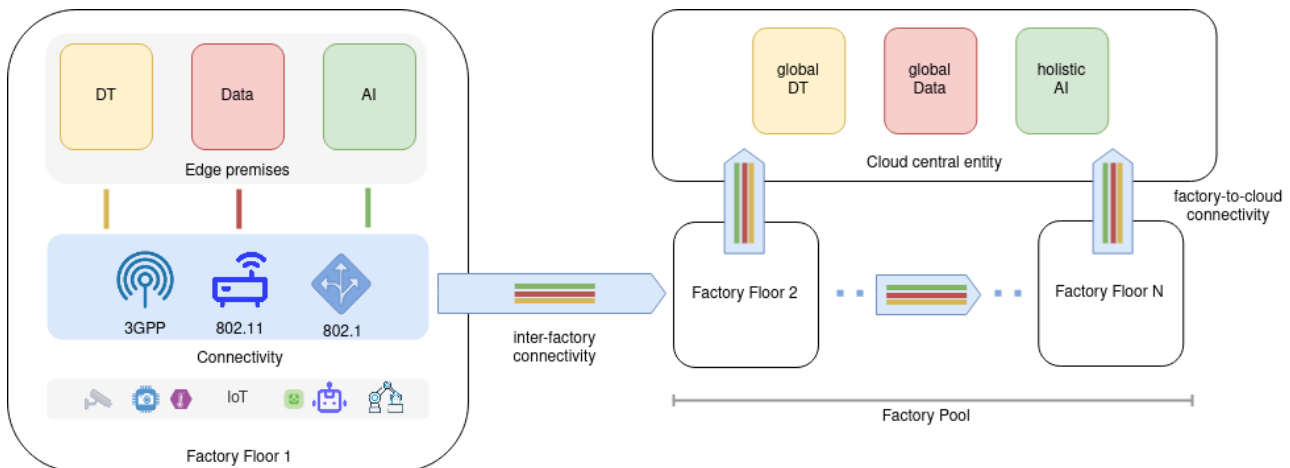 DT
Data
AI
Edge premises
3GPP
802.11
802.1
Connectivity
IoT
Factory Floor 1
inter-factory
connectivity
global
DT
global
Data
holistic
AI
Cloud central entity
factory-to-cloud
connectivity
Factory Floor 2
Factory Floor N
Factory Pool